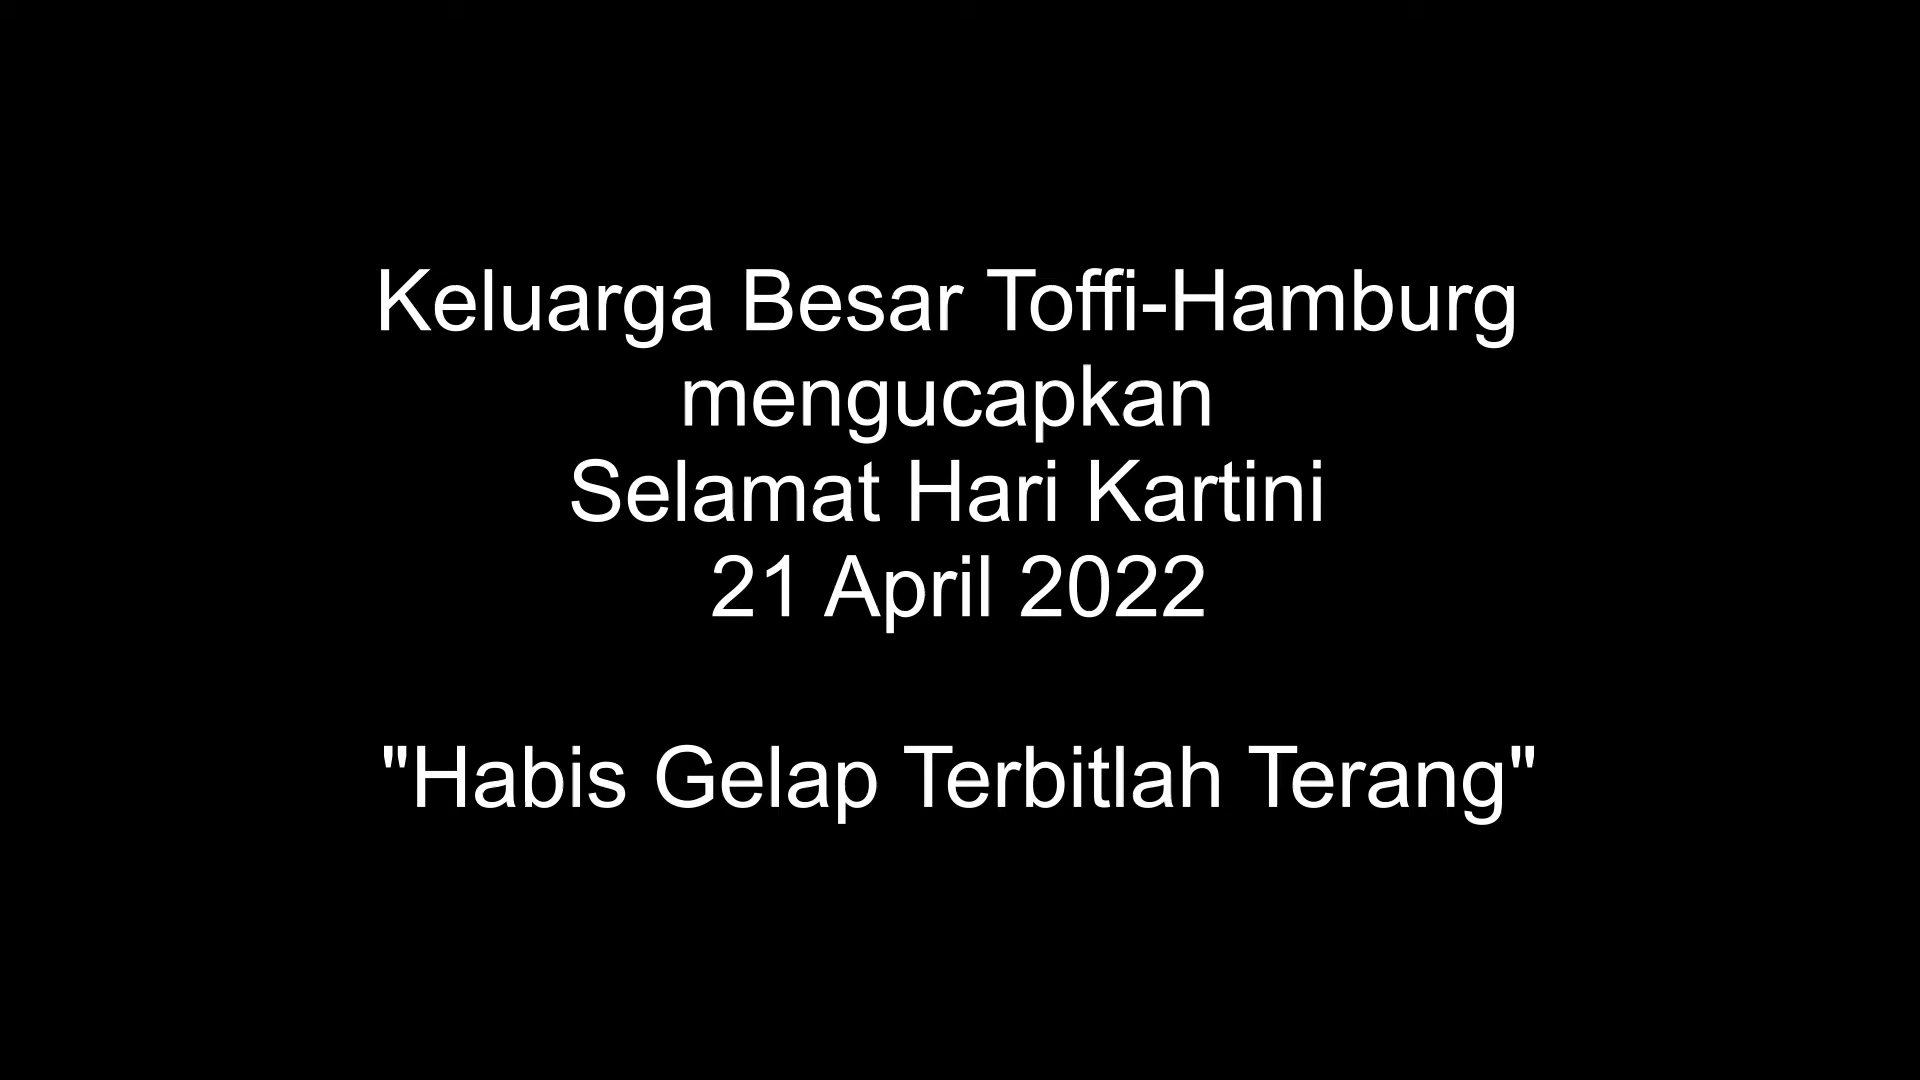 Keluarga Besar Toffi-Hamburg
mengucapkan
Selamat Hari Kartini
21 April 2022
"Habis Gelap Terbitlah Terang"